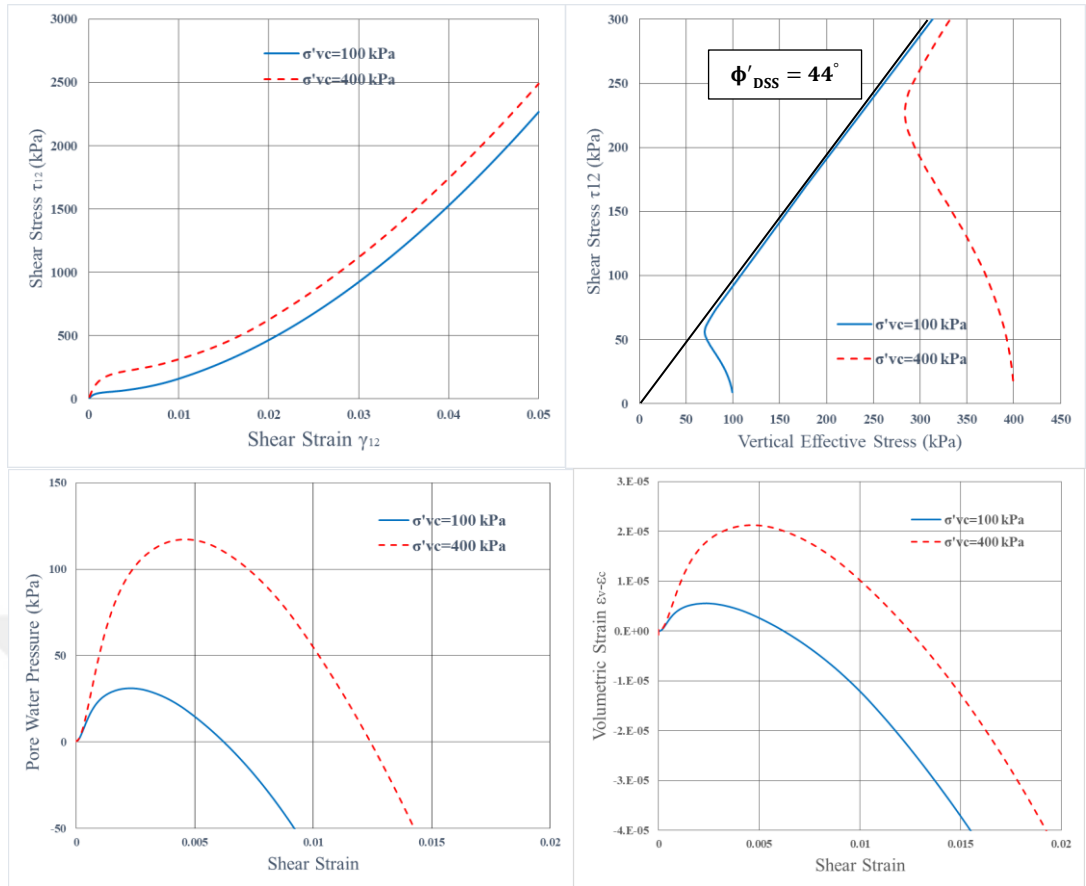 3000
2500
2000
1500
1000
500
0
Shear Stress τ₁₂ (kPa)
σ'vc=100 kPa
σ'vc=400 kPa
0
0.01
0.02
0.03
0.04
0.05
Shear Strain γ₁₂
300
250
200
150
100
50
0
Shear Stress τ12 (kPa)
ϕ′DSS = 44°
σ'vc=100 kPa
σ'vc=400 kPa
0
50
100
150
200
250
300
350
400
450
Vertical Effective Stress (kPa)
150
100
50
0
-50
Pore Water Pressure (kPa)
σ'vc=100 kPa
σ'vc=400 kPa
0
0.005
0.01
0.015
0.02
Shear Strain
3.E-05
2.E-05
1.E-05
0.E+00
-1.E-05
-2.E-05
-3.E-05
-4.E-05
Volumetric Strain εv-εc
σ'vc=100 kPa
σ'vc=400 kPa
0
0.005
0.01
0.015
0.02
Shear Strain